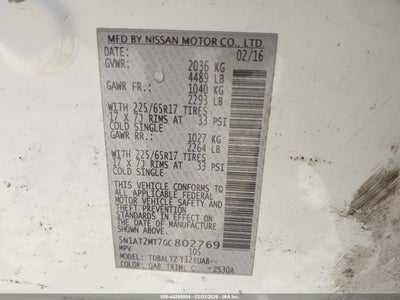 MFD BY NISSAN MOTOR CO., LTD.
DATE: 02/16
GVWR: 2036 KG
4489 LB
GAWR FR.: 1040 KG
2293 LB
WITH 225/65R17 TIRES
17 X 7J RIMS AT 33 PSI
COLD SINGLE
GAWR RR.: 1027 KG
2264 LB
WITH 225/65R17 TIRES
17 X 7J RIMS AT 33 PSI
COLD SINGLE
THIS VEHICLE CONFORMS TO ALL
APPLICABLE U.S. FEDERAL MOTOR
VEHICLE SAFETY AND THEFT
PREVENTION STANDARDS IN
EFFECT ON THE DATE OF
MANUFACTURE SHOWN ABOVE.
5N1AT2MT7GC802769
MPV 105
MODEL:
COLOR: QAB TRIM: C